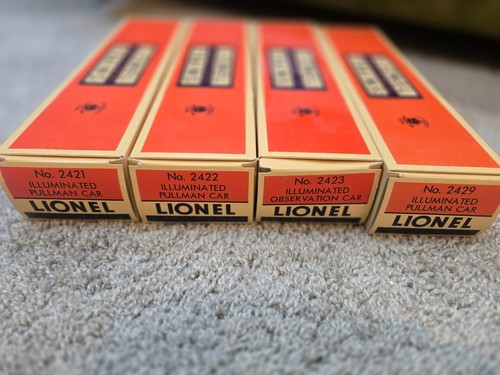 No. 2421
ILLUMINATED
PULLMAN CAR
LIONEL
No. 2422
ILLUMINATED
PULLMAN CAR
LIONEL
No. 2423
ILLUMINATED
OBSERVATION CAR
LIONEL
No. 2429
ILLUMINATED
PULLMAN CAR
LIONEL